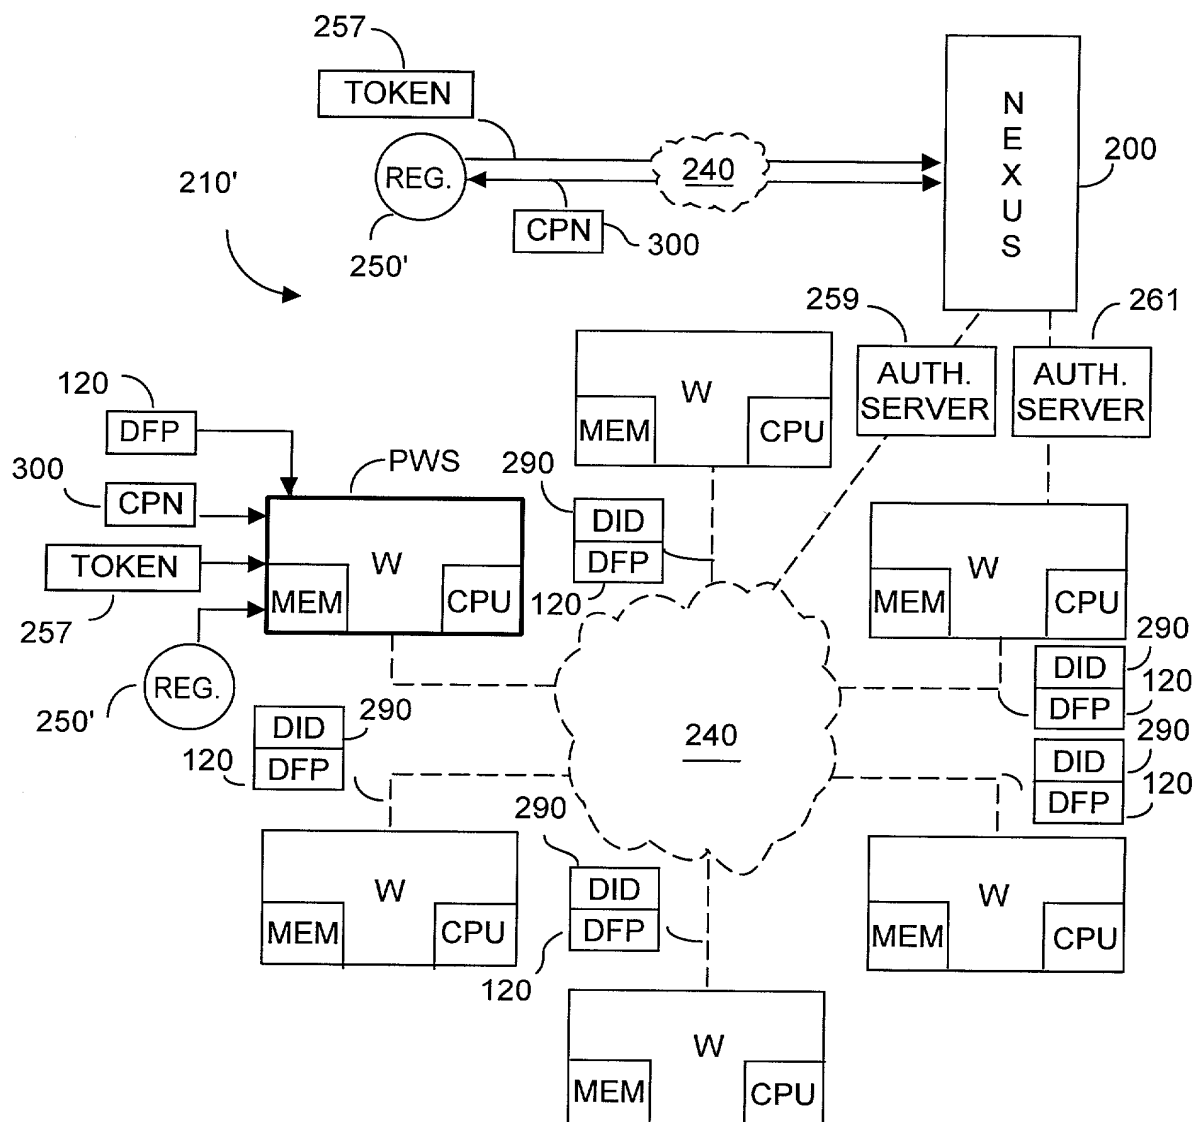 257
TOKEN
NEXUS
REG.
240
200
210'
CPN
300
250'
259
261
AUTH.
SERVER
AUTH.
SERVER
120
DFP
W
MEM
CPU
300
CPN
PWS
290
DID
DFP
120
W
MEM
CPU
TOKEN
257
W
MEM
CPU
REG.
250'
290
DID
DFP
120
290
DID
DFP
120
290
DID
DFP
120
240
W
MEM
CPU
290
DID
DFP
120
W
MEM
CPU
W
MEM
CPU